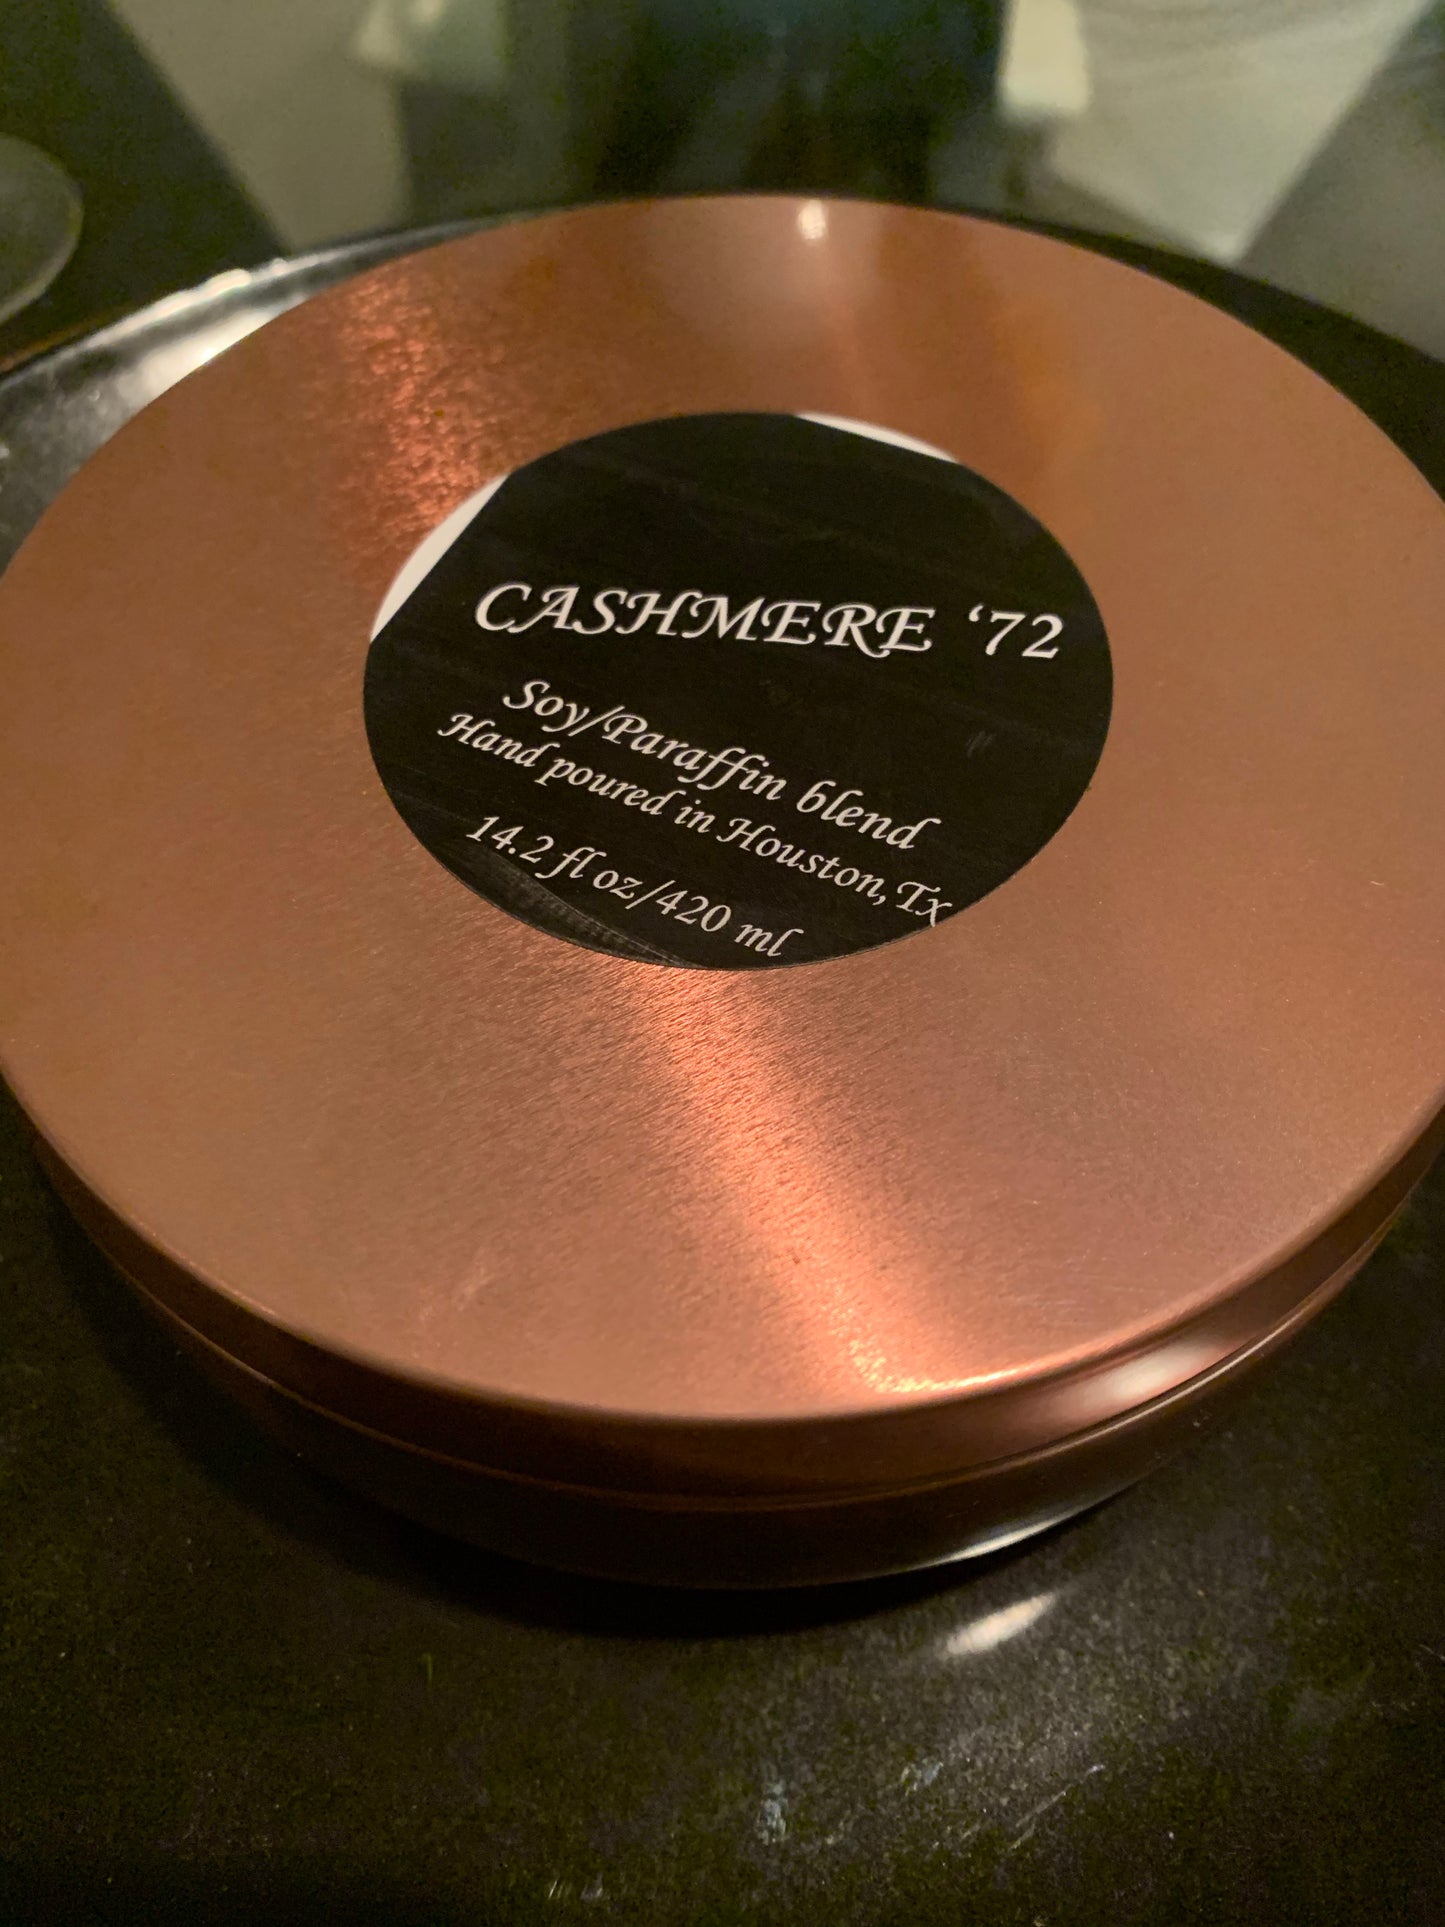 CASHMERE ‘72
Soy/Paraffin blend
Hand poured in Houston, Tx
14.2 fl oz/420 ml